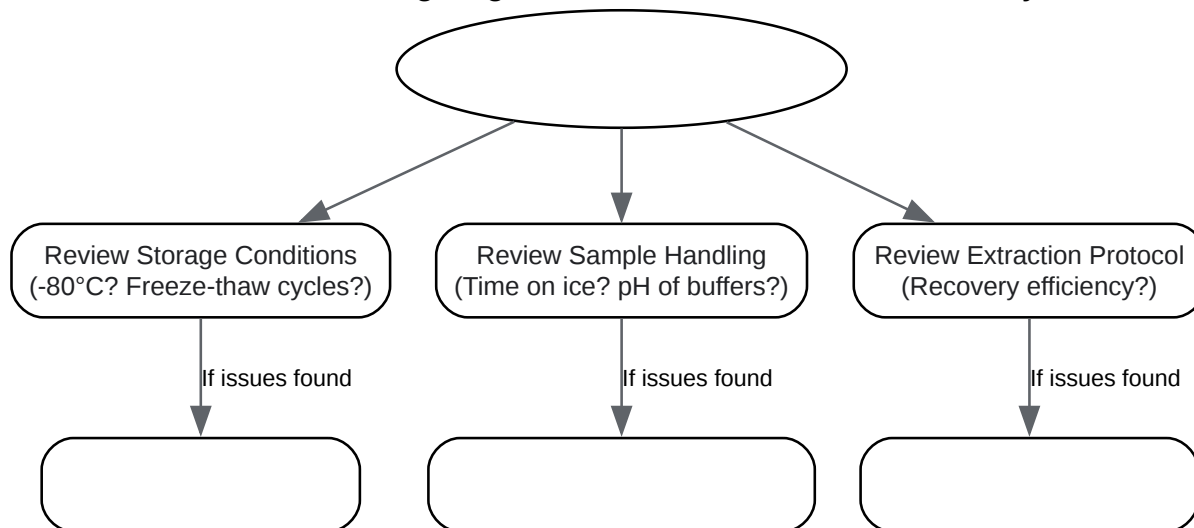 Review Storage Conditions
(-80°C? Freeze-thaw cycles?)
Review Sample Handling
(Time on ice? pH of buffers?)
Review Extraction Protocol
(Recovery efficiency?)
If issues found
If issues found
If issues found